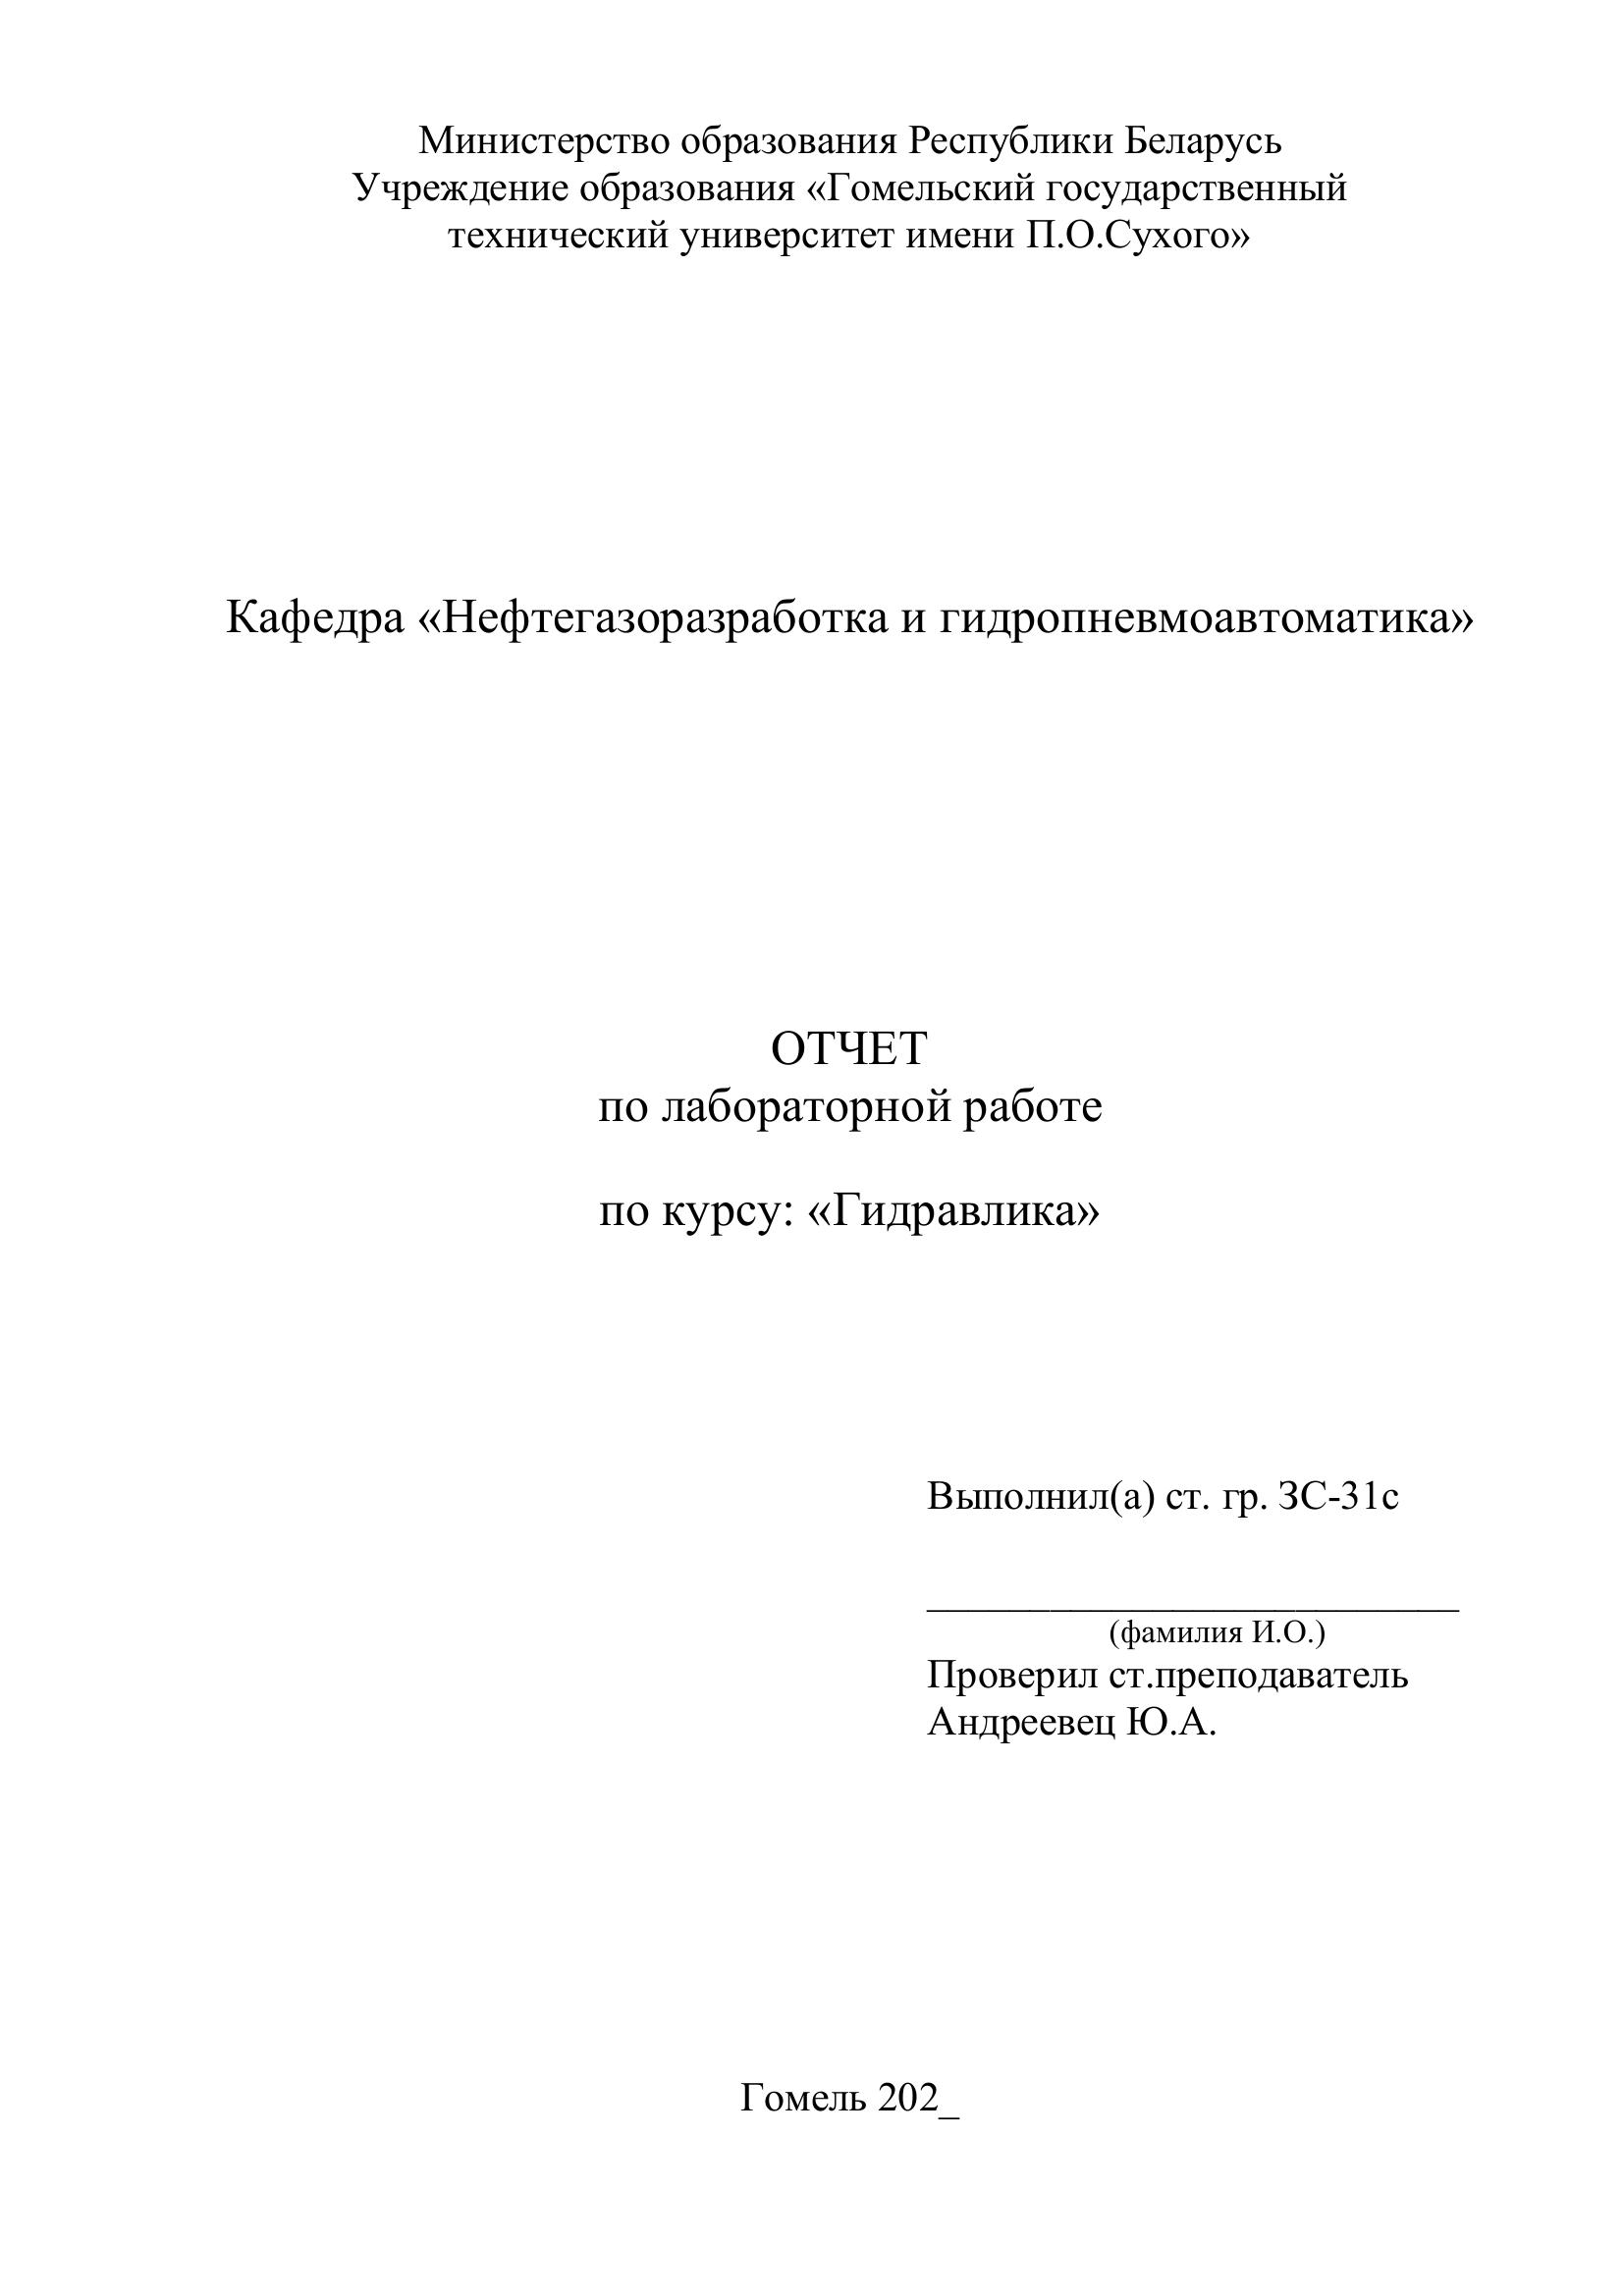 Министерство образования Республики Беларусь
Учреждение образования «Гомельский государственный
технический университет имени П.О.Сухого»
Кафедра «Нефтегазоразработка и гидропневмоавтоматика»
ОТЧЕТ
по лабораторной работе
по курсу: «Гидравлика»
Выполнил(а) ст. гр. ЗС-31с
__________________________
(фамилия И.О.)
Проверил ст.преподаватель
Андреевец Ю.А.
Гомель 202_